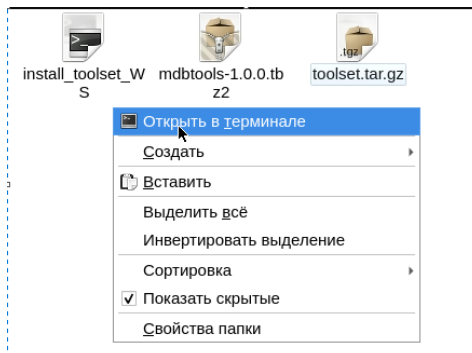 .tgz
install_toolset_W
S
mdbtools-1.0.0.tb
z2
toolset.tar.gz
Открыть в терминале
Создать
Вставить
Выделить всё
Инвертировать выделение
Сортировка
Показать скрытые
Свойства папки